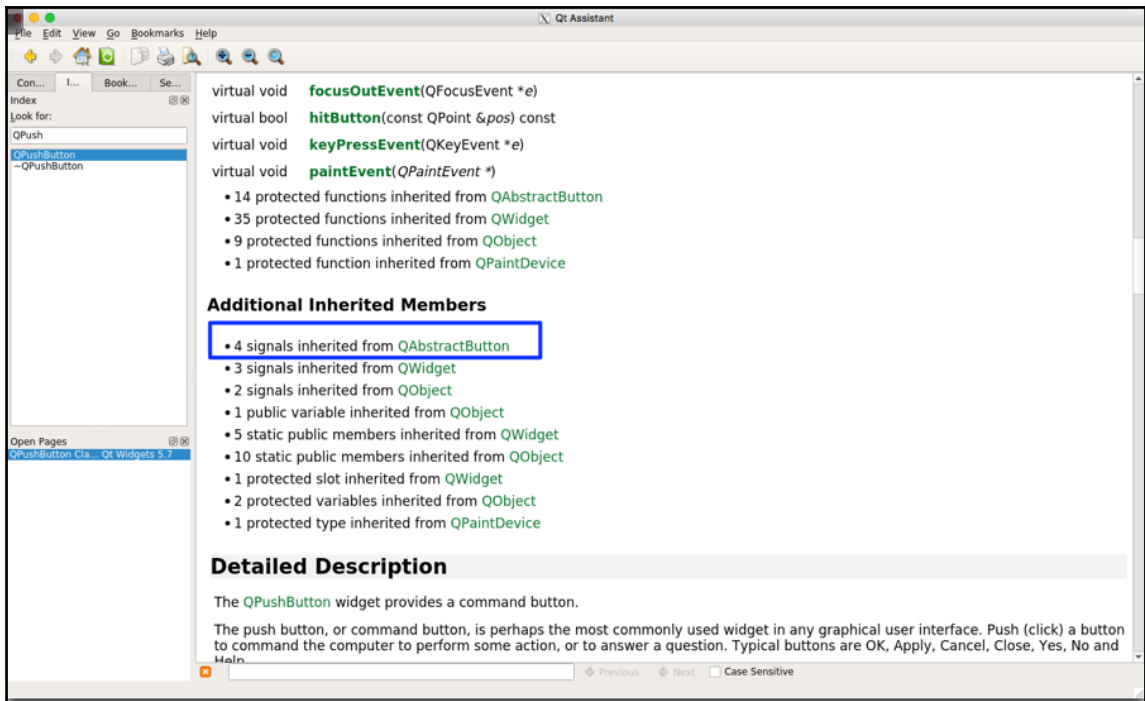 Qt Assistant
File Edit View Go Bookmarks Help
Con... I... Book... Se...
Index
Look for:
QPush
QPushButton
~QPushButton
Open Pages
QPushButton Cla... Qt Widgets 5.7
virtual void focusOutEvent(QFocusEvent *e)
virtual bool hitButton(const QPoint &pos) const
virtual void keyPressEvent(QKeyEvent *e)
virtual void paintEvent(QPaintEvent *)
• 14 protected functions inherited from QAbstractButton
• 35 protected functions inherited from QWidget
• 9 protected functions inherited from QObject
• 1 protected function inherited from QPaintDevice
Additional Inherited Members
• 4 signals inherited from QAbstractButton
• 3 signals inherited from QWidget
• 2 signals inherited from QObject
• 1 public variable inherited from QObject
• 5 static public members inherited from QWidget
• 10 static public members inherited from QObject
• 1 protected slot inherited from QWidget
• 2 protected variables inherited from QObject
• 1 protected type inherited from QPaintDevice
Detailed Description
The QPushButton widget provides a command button.
The push button, or command button, is perhaps the most commonly used widget in any graphical user interface. Push (click) a button
to command the computer to perform some action, or to answer a question. Typical buttons are OK, Apply, Cancel, Close, Yes, No and
Help
Previous Next Case Sensitive